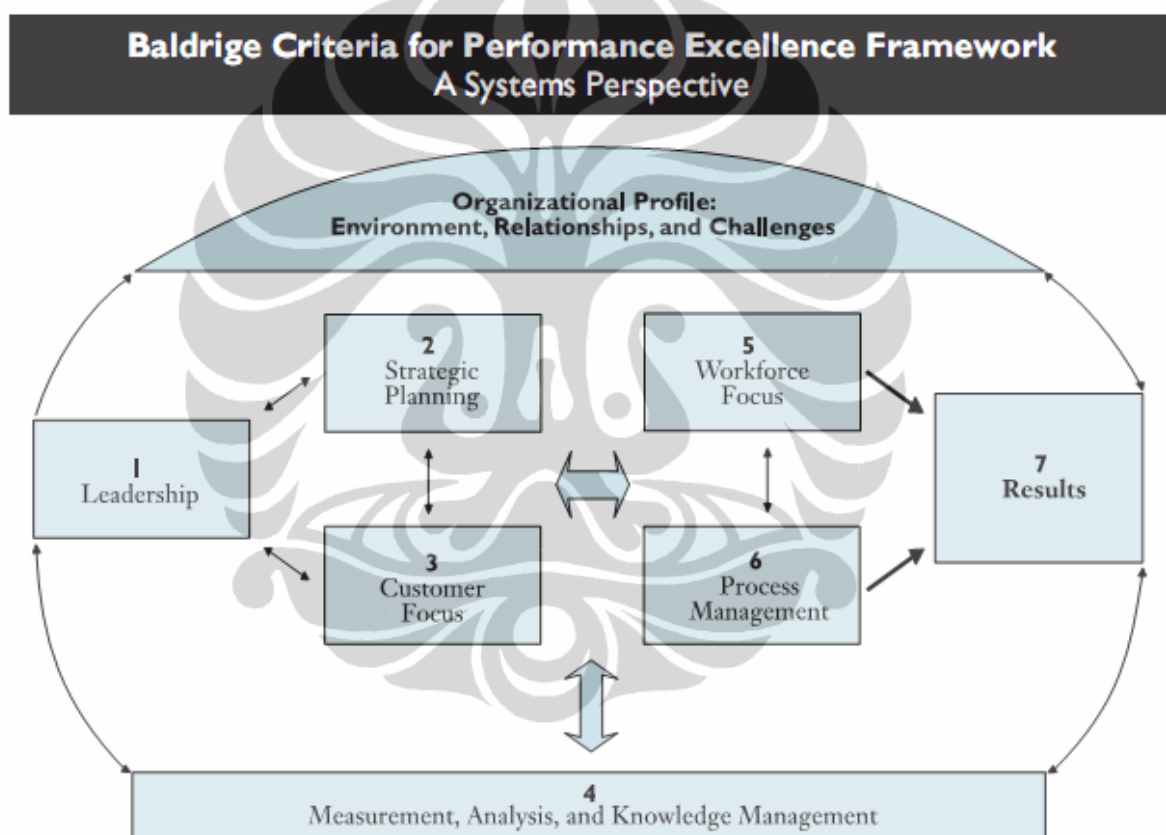 Baldrige Criteria for Performance Excellence Framework
A Systems Perspective
Organizational Profile:
Environment, Relationships, and Challenges
2
Strategic
Planning
5
Workforce
Focus
1
Leadership
7
Results
3
Customer
Focus
6
Process
Management
4
Measurement, Analysis, and Knowledge Management